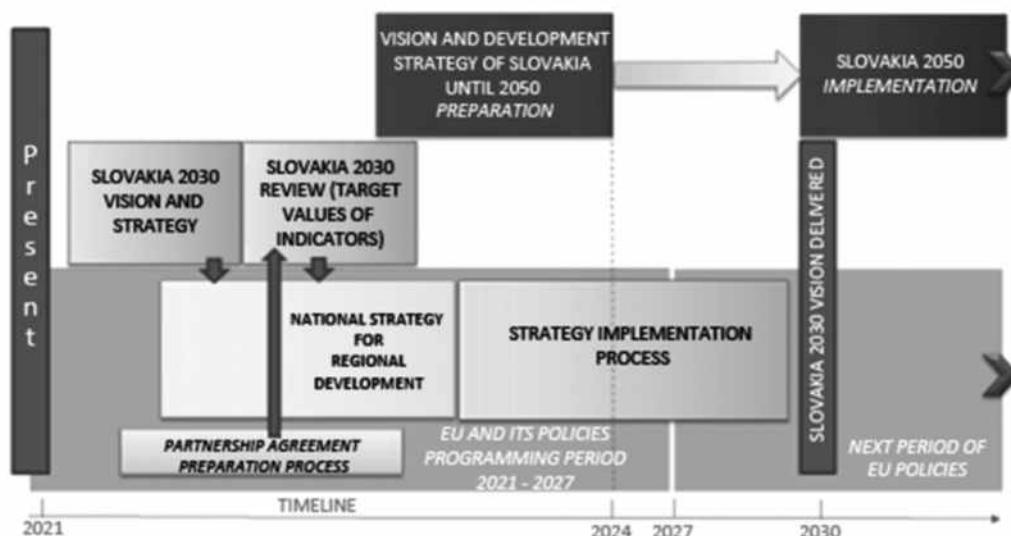 VISION AND DEVELOPMENT
STRATEGY OF SLOVAKIA
UNTIL 2050
PREPARATION
SLOVAKIA 2050
IMPLEMENTATION
Present
SLOVAKIA 2030
VISION AND
STRATEGY
SLOVAKIA 2030
REVIEW (TARGET
VALUES OF
INDICATORS)
SLOVAKIA 2030 VISION DELIVERED
NATIONAL STRATEGY
FOR
REGIONAL
DEVELOPMENT
STRATEGY IMPLEMENTATION
PROCESS
PARTNERSHIP AGREEMENT
PREPARATION PROCESS
EU AND ITS POLICIES
PROGRAMMING PERIOD
2021 - 2027
NEXT PERIOD OF
EU POLICIES
TIMELINE
2021
2024
2027
2030